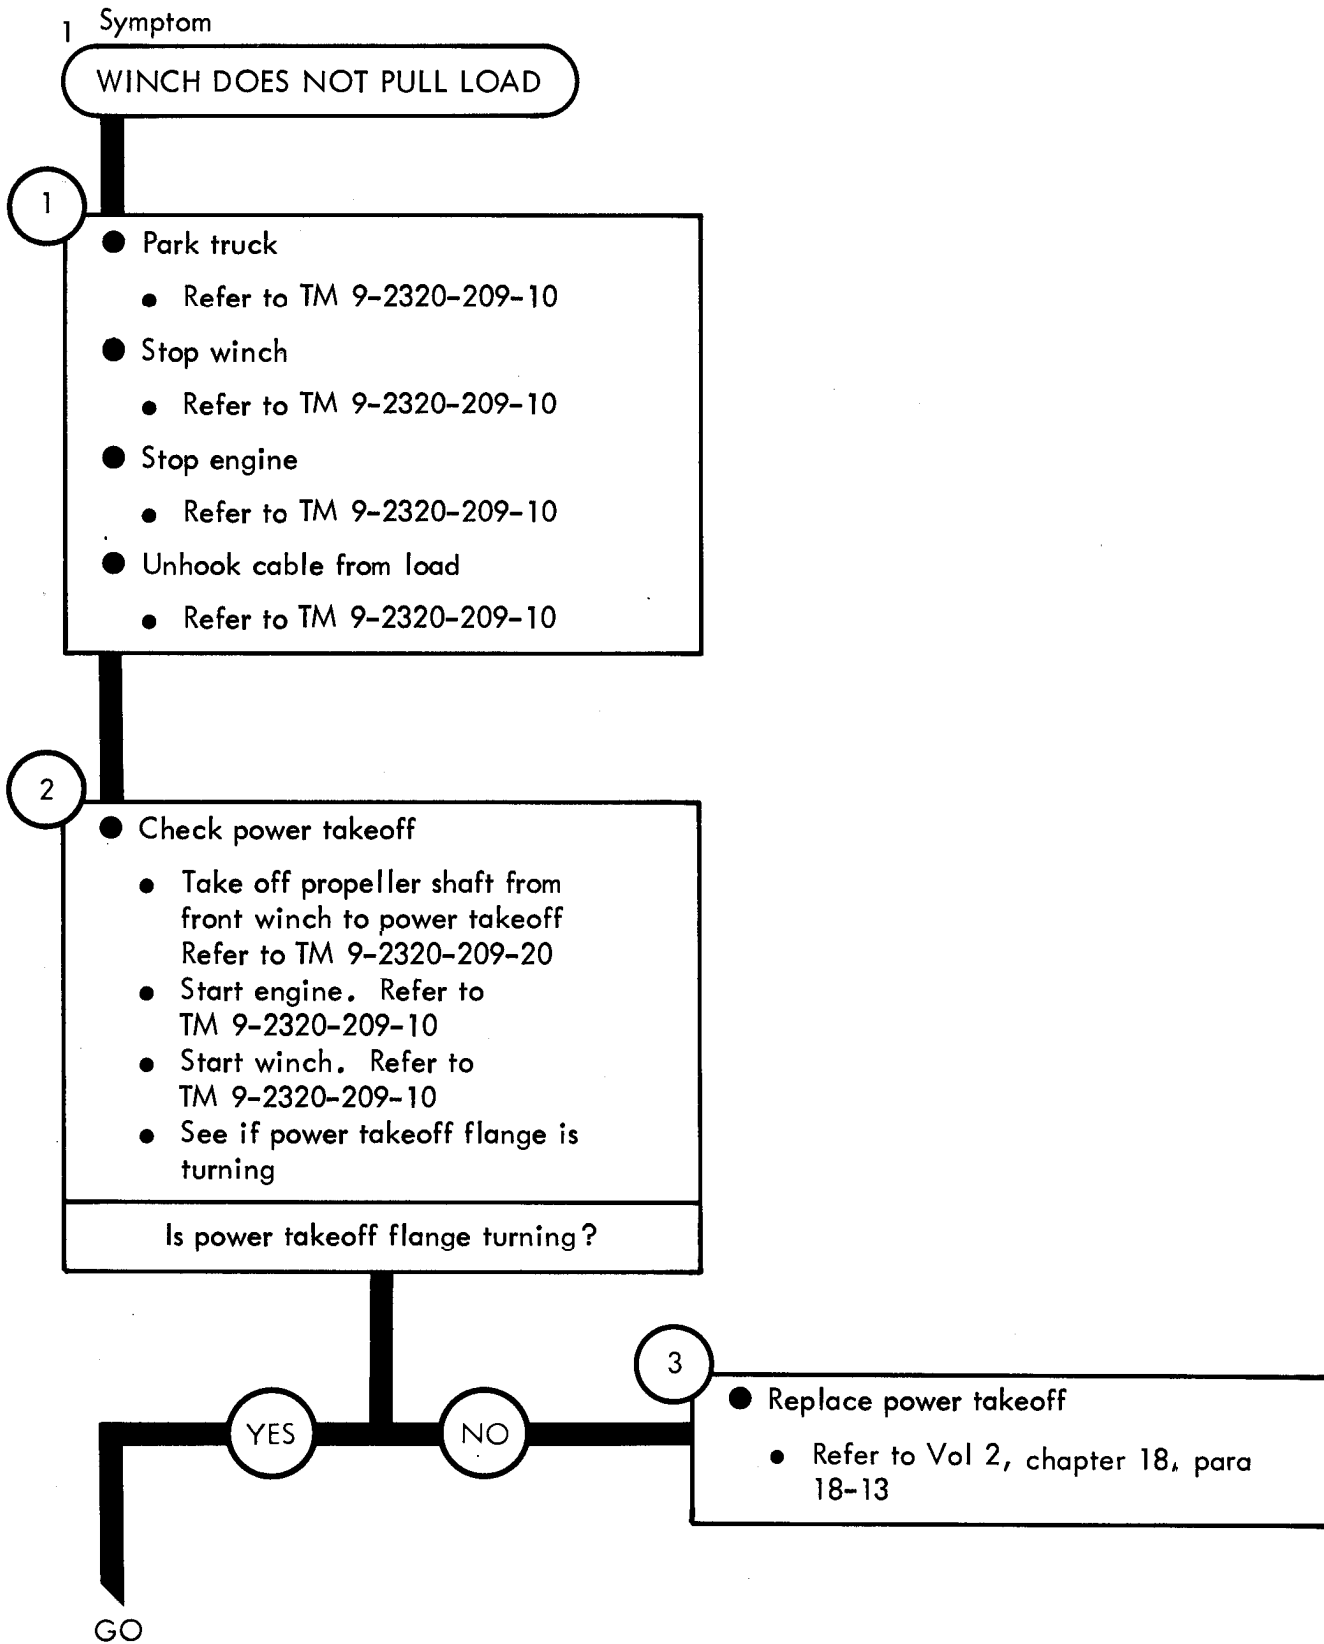 1 Symptom
WINCH DOES NOT PULL LOAD
1
● Park truck
● Refer to TM 9-2320-209-10
● Stop winch
● Refer to TM 9-2320-209-10
● Stop engine
● Refer to TM 9-2320-209-10
● Unhook cable from load
● Refer to TM 9-2320-209-10
2
● Check power takeoff
● Take off propeller shaft from
front winch to power takeoff
Refer to TM 9-2320-209-20
● Start engine. Refer to
TM 9-2320-209-10
● Start winch. Refer to
TM 9-2320-209-10
● See if power takeoff flange is
turning
Is power takeoff flange turning?
YES
NO
3
● Replace power takeoff
● Refer to Vol 2, chapter 18, para
18-13
GO